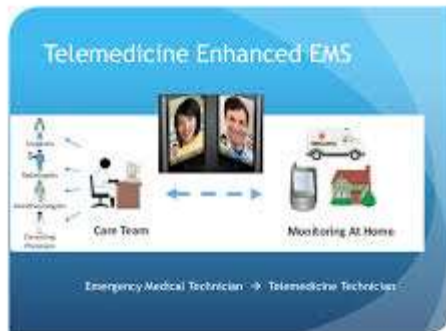 Telemedicine Enhanced EMS
Care Team
Monitoring At Home
Emergency Medical Technician → Telemedicine Technician